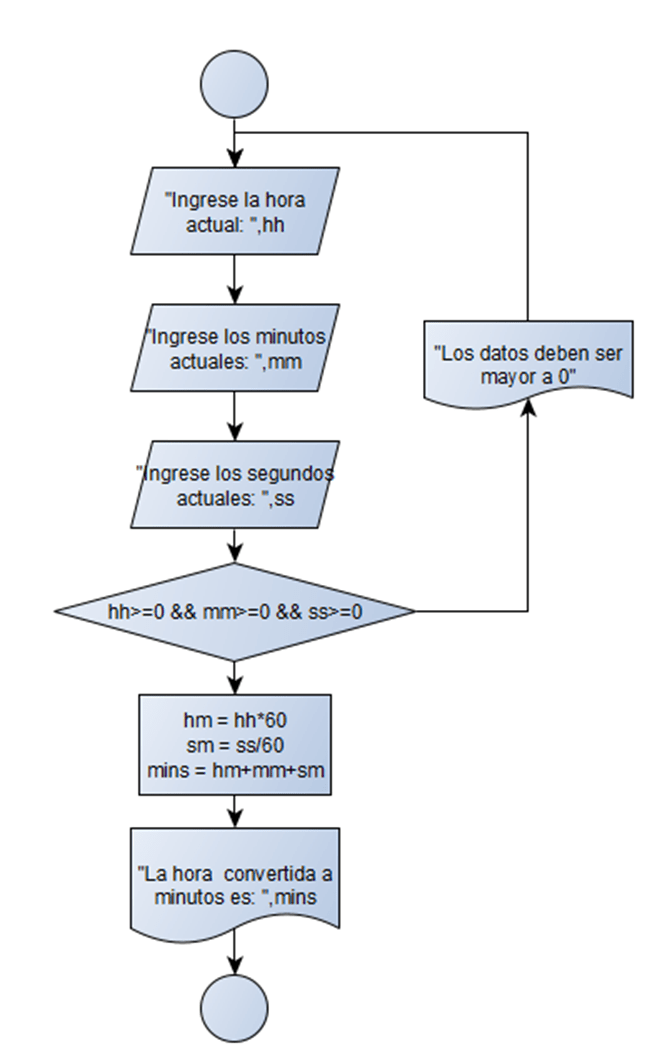 "Ingrese la hora
actual: ",hh
"Ingrese los minutos
actuales: ",mm
"Los datos deben ser
mayor a 0"
"Ingrese los segundos
actuales: ",ss
hh>=0 && mm>=0 && ss>=0
hm = hh*60
sm = ss/60
mins = hm+mm+sm
"La hora  convertida a
minutos es: ",mins